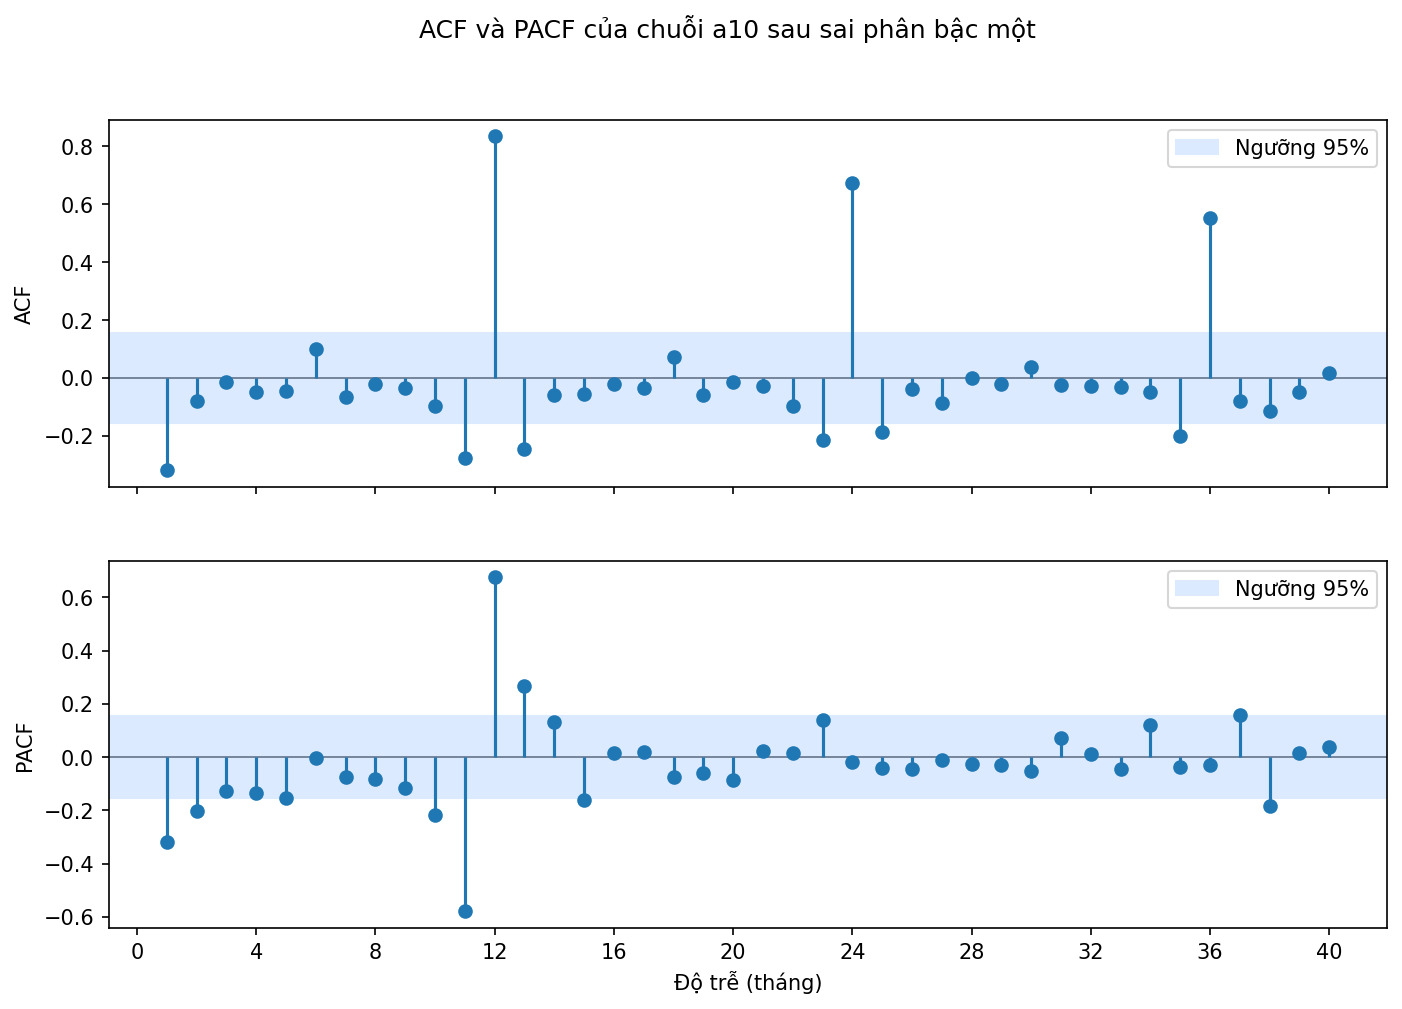 ACF và PACF của chuỗi a10 sau sai phân bậc một
Ngưỡng 95%
ACF
0.8
0.6
0.4
0.2
0.0
−0.2
Ngưỡng 95%
PACF
0.6
0.4
0.2
0.0
−0.2
−0.4
−0.6
0 4 8 12 16 20 24 28 32 36 40
Độ trễ (tháng)